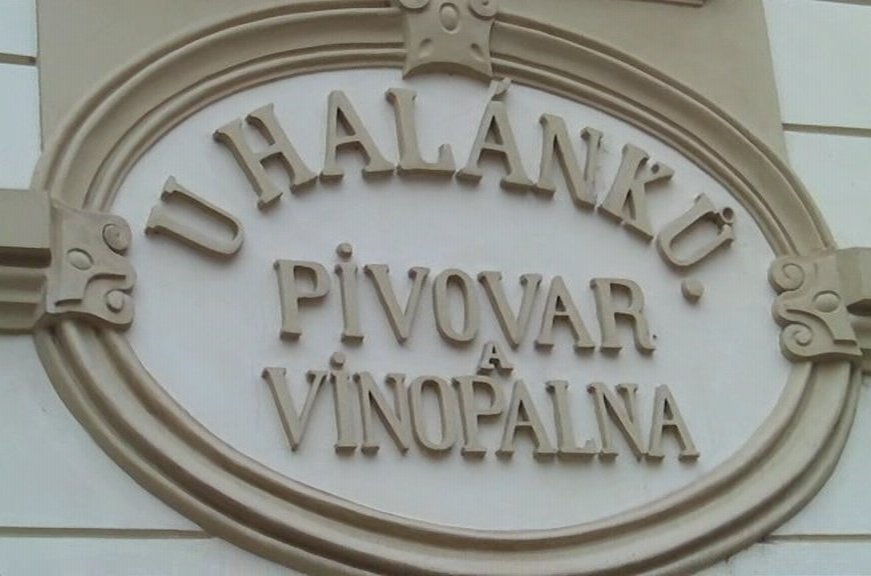 U HALÁNKŮ.
PIVOVAR
A
VINOPALNA